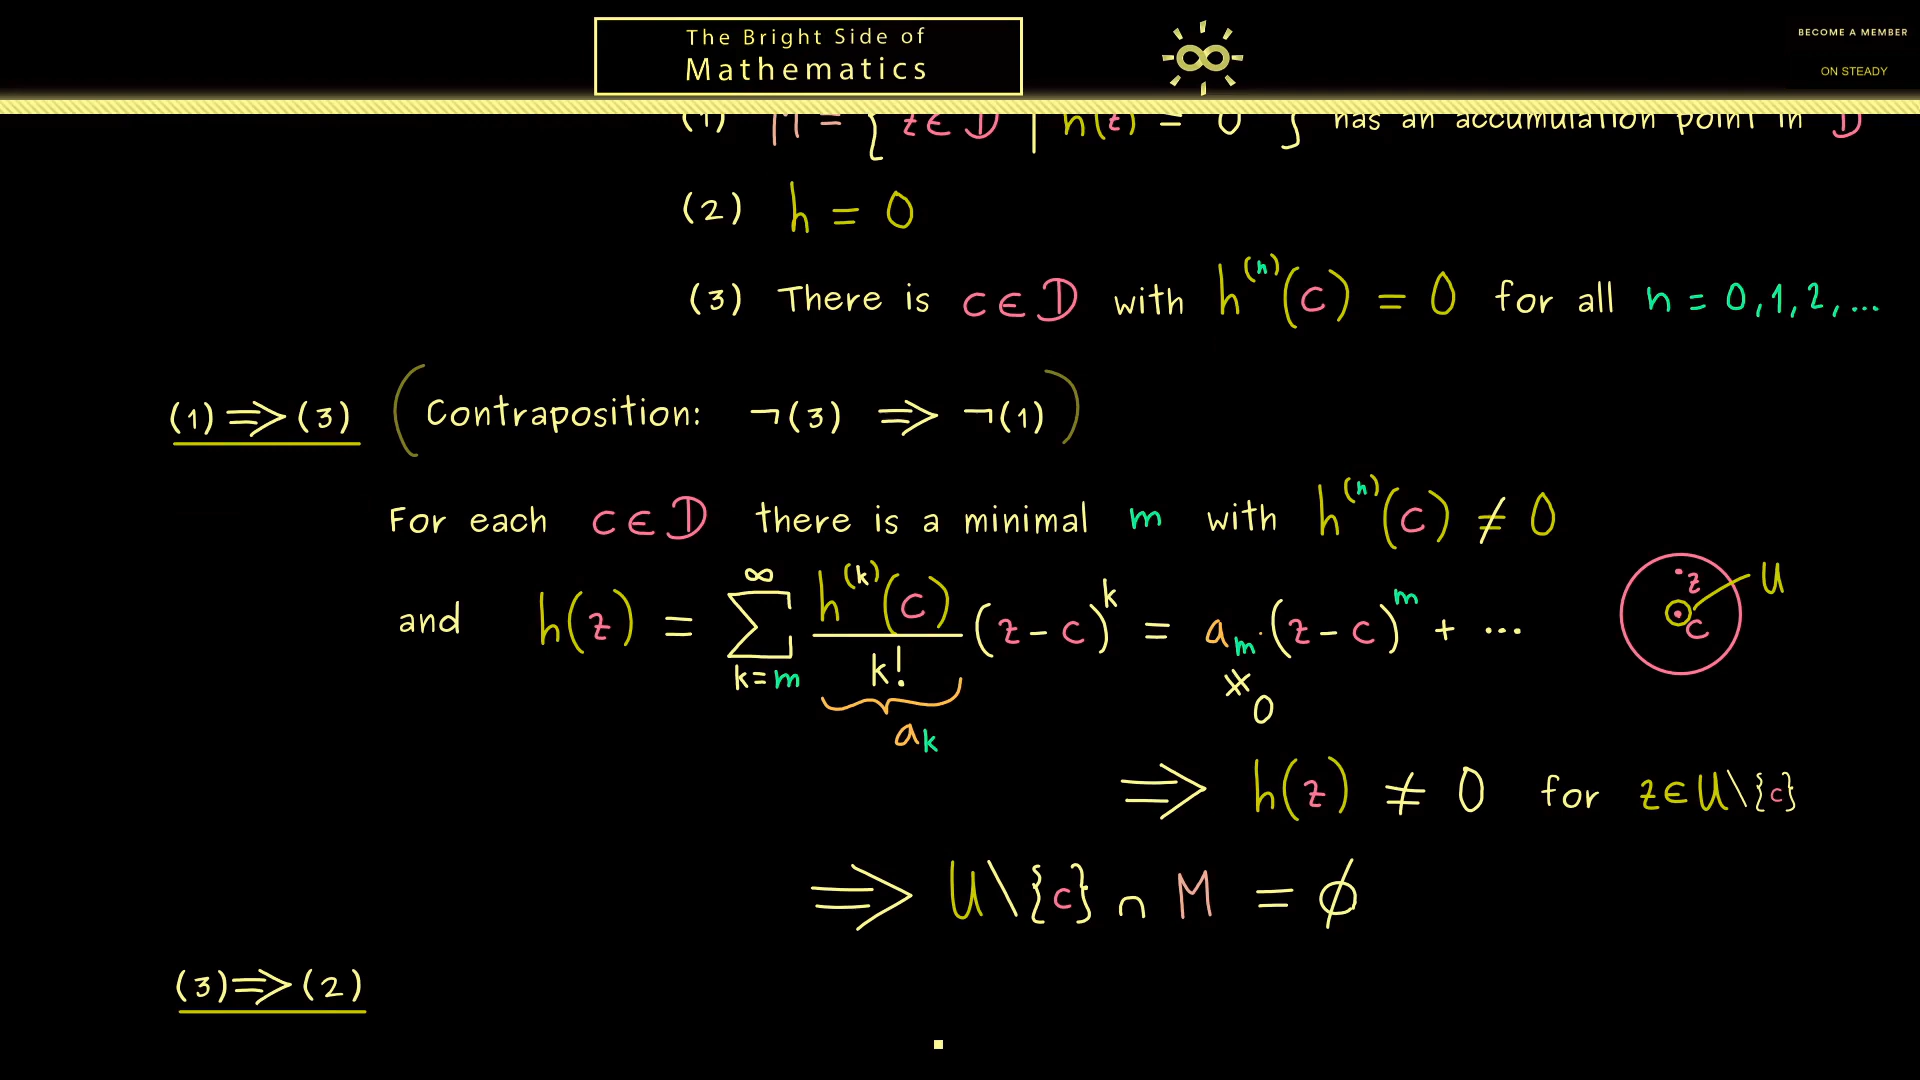 The Bright Side of
Mathematics
BECOME A MEMBER
ON STEADY
(1) M = { z ∈ D | h(z) = 0 } has an accumulation point in D
(2) h = 0
(3) There is c ∈ D with h^(n)(c) = 0 for all n = 0, 1, 2, ...
(1) ⟹ (3) ( Contraposition: ¬(3) ⟹ ¬(1) )
For each c ∈ D there is a minimal m with h^(n)(c) ≠ 0
and h(z) = ∑_{k=m}^{∞} h^(k)(c) / k! (z - c)^k = a_m · (z - c)^m + ...
a_k
≠ 0
z
c
U
⟹ h(z) ≠ 0 for z ∈ U \ {c}
⟹ U \ {c} ∩ M = ∅
(3) ⟹ (2)